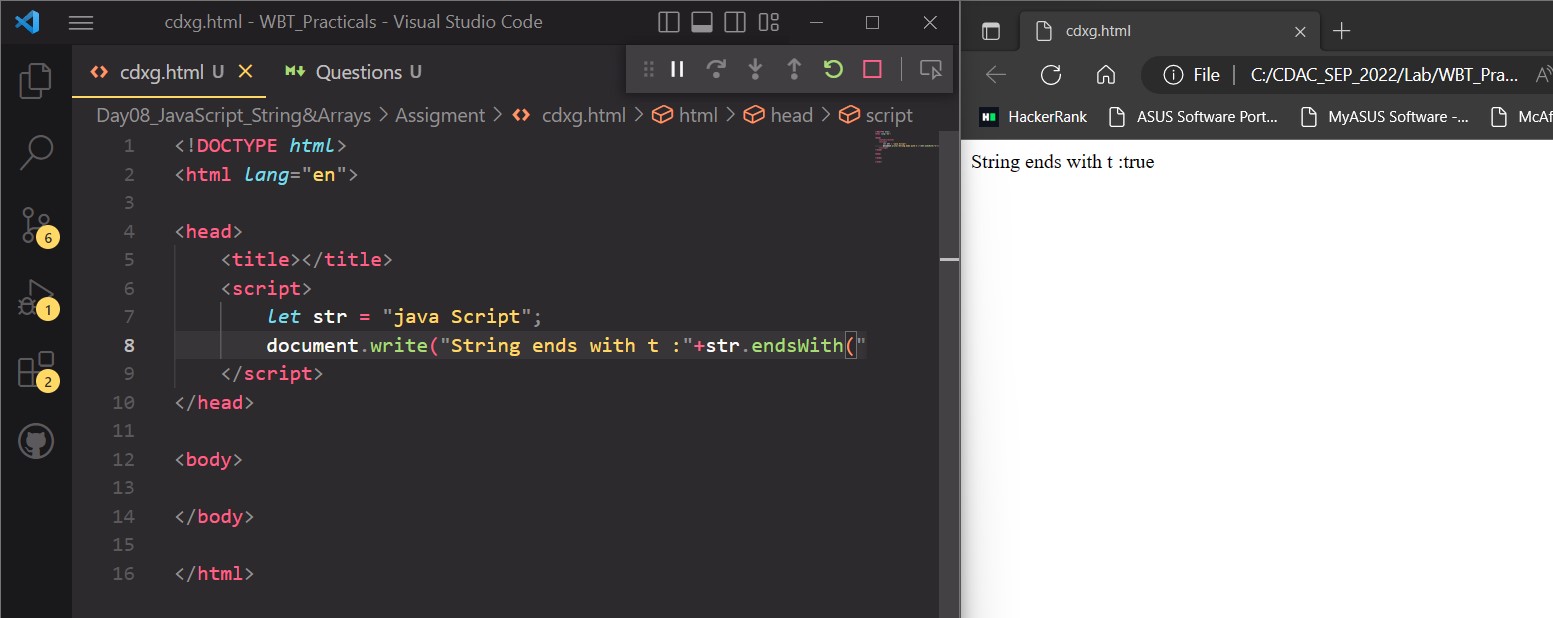 cdxg.html - WBT_Practicals - Visual Studio Code
cdxg.html U
Questions U
Day08_JavaScript_String&Arrays > Assigment > cdxg.html > html > head > script
1 <!DOCTYPE html>
2 <html lang="en">
3
4 <head>
5 <title></title>
6 <script>
7 let str = "java Script";
8 document.write("String ends with t :"+str.endsWith("
9 </script>
10 </head>
11
12 <body>
13
14 </body>
15
16 </html>
6
1
2
cdxg.html
File | C:/CDAC_SEP_2022/Lab/WBT_Pra...
HackerRank ASUS Software Port... MyASUS Software -... McAf
String ends with t :true